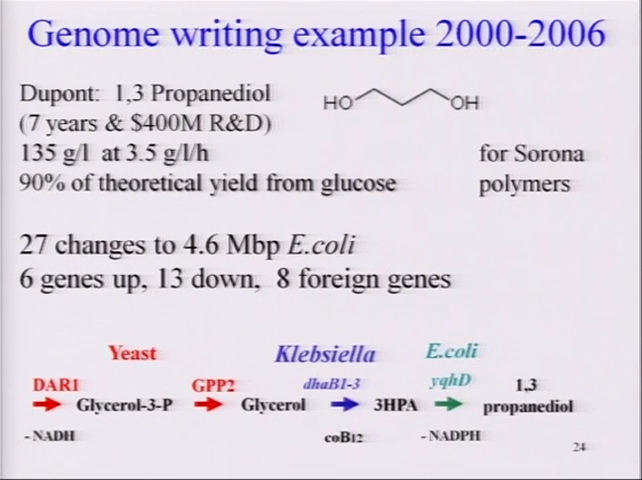 Genome writing example 2000-2006
Dupont: 1,3 Propanediol
HO OH
(7 years & $400M R&D)
135 g/l at 3.5 g/l/h
for Sorona
90% of theoretical yield from glucose
polymers
27 changes to 4.6 Mbp E.coli
6 genes up, 13 down, 8 foreign genes
Yeast Klebsiella E.coli
DAR1 GPP2 dhaB1-3 yqhD
Glycerol-3-P Glycerol 3HPA 1,3 propanediol
- NADH coB12 - NADPH
24